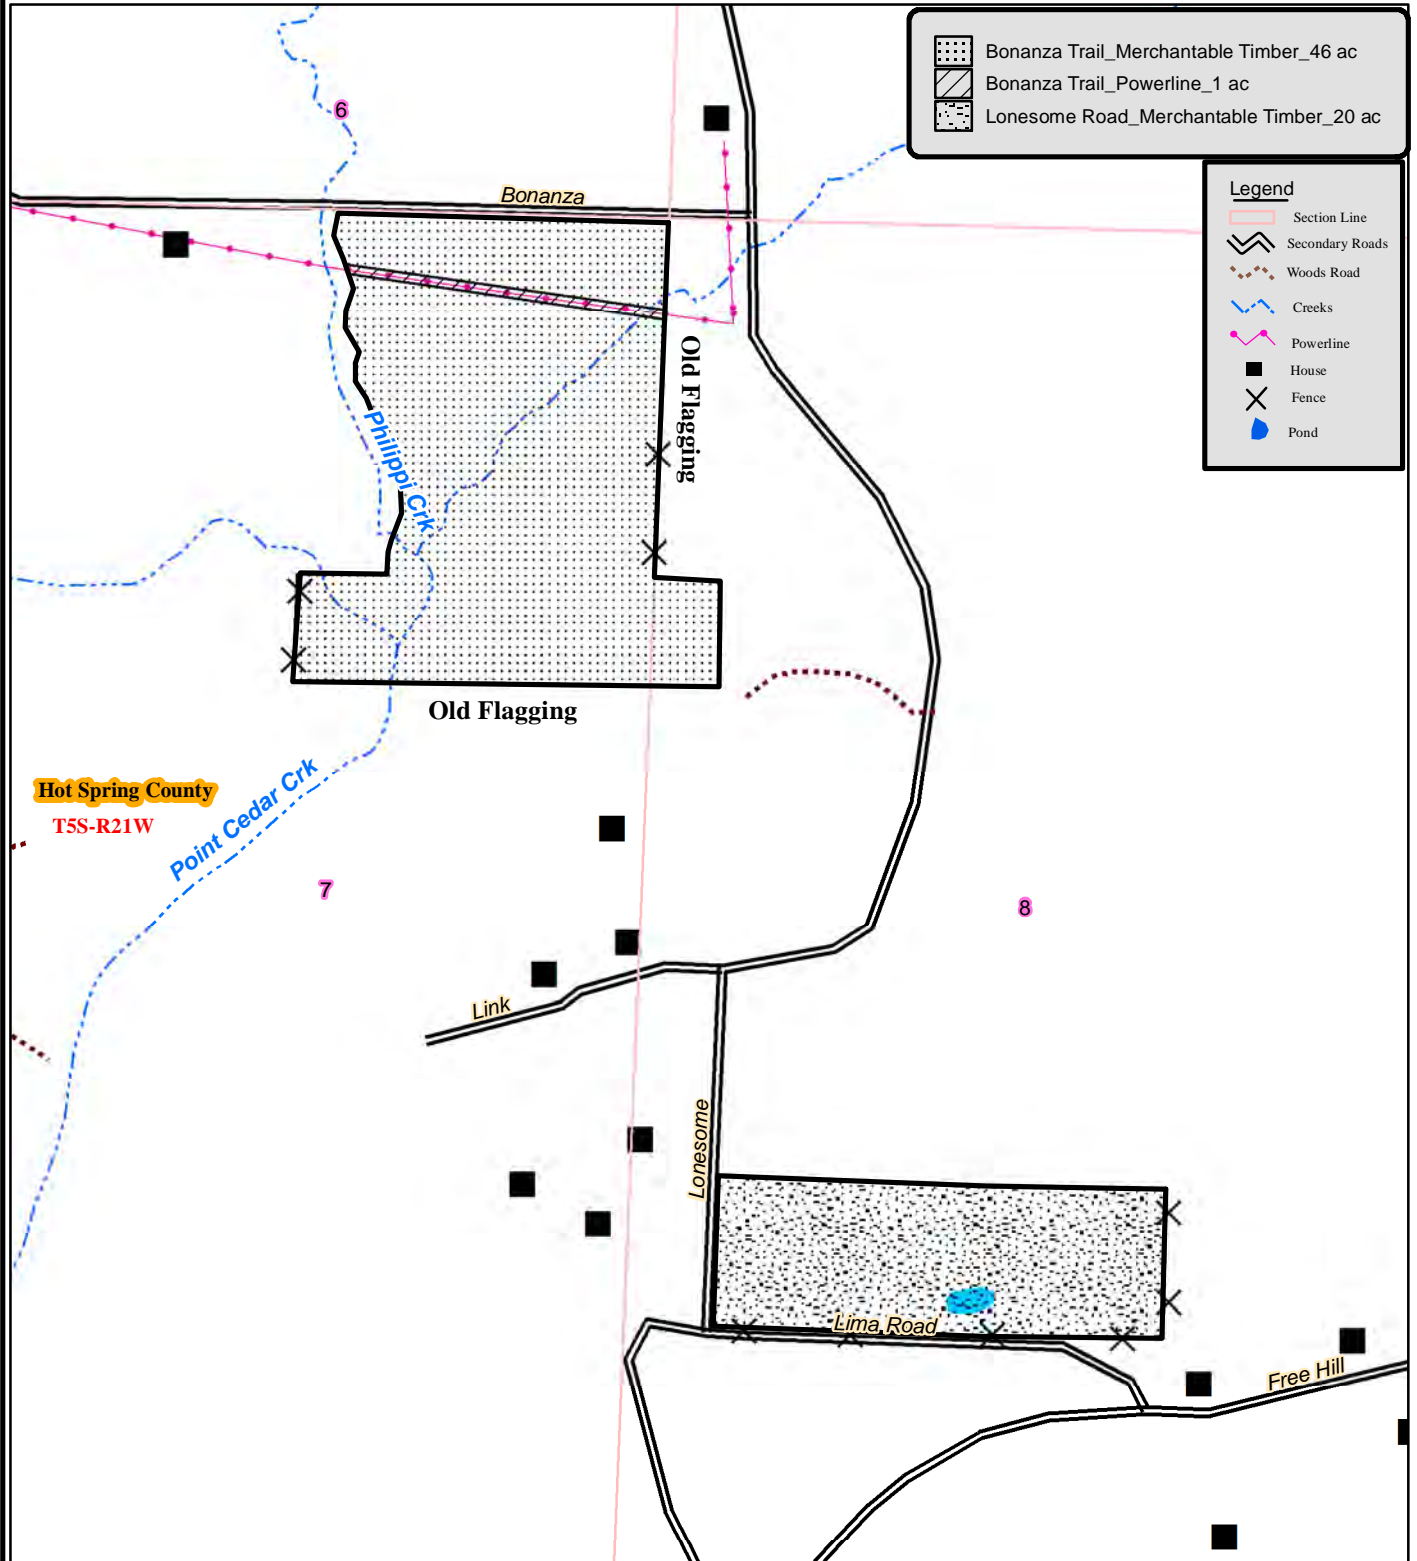 Bonanza Trail_Merchantable Timber_46 ac
Bonanza Trail_Powerline_1 ac
Lonesome Road_Merchantable Timber_20 ac
Legend
Section Line
Secondary Roads
Woods Road
Creeks
Powerline
House
Fence
Pond
6
Bonanza
Old Flagging
Philippi Crk
Old Flagging
Hot Spring County
T5S-R21W
Point Cedar Crk
7
8
Link
Lonesome
Lima Road
Free Hill